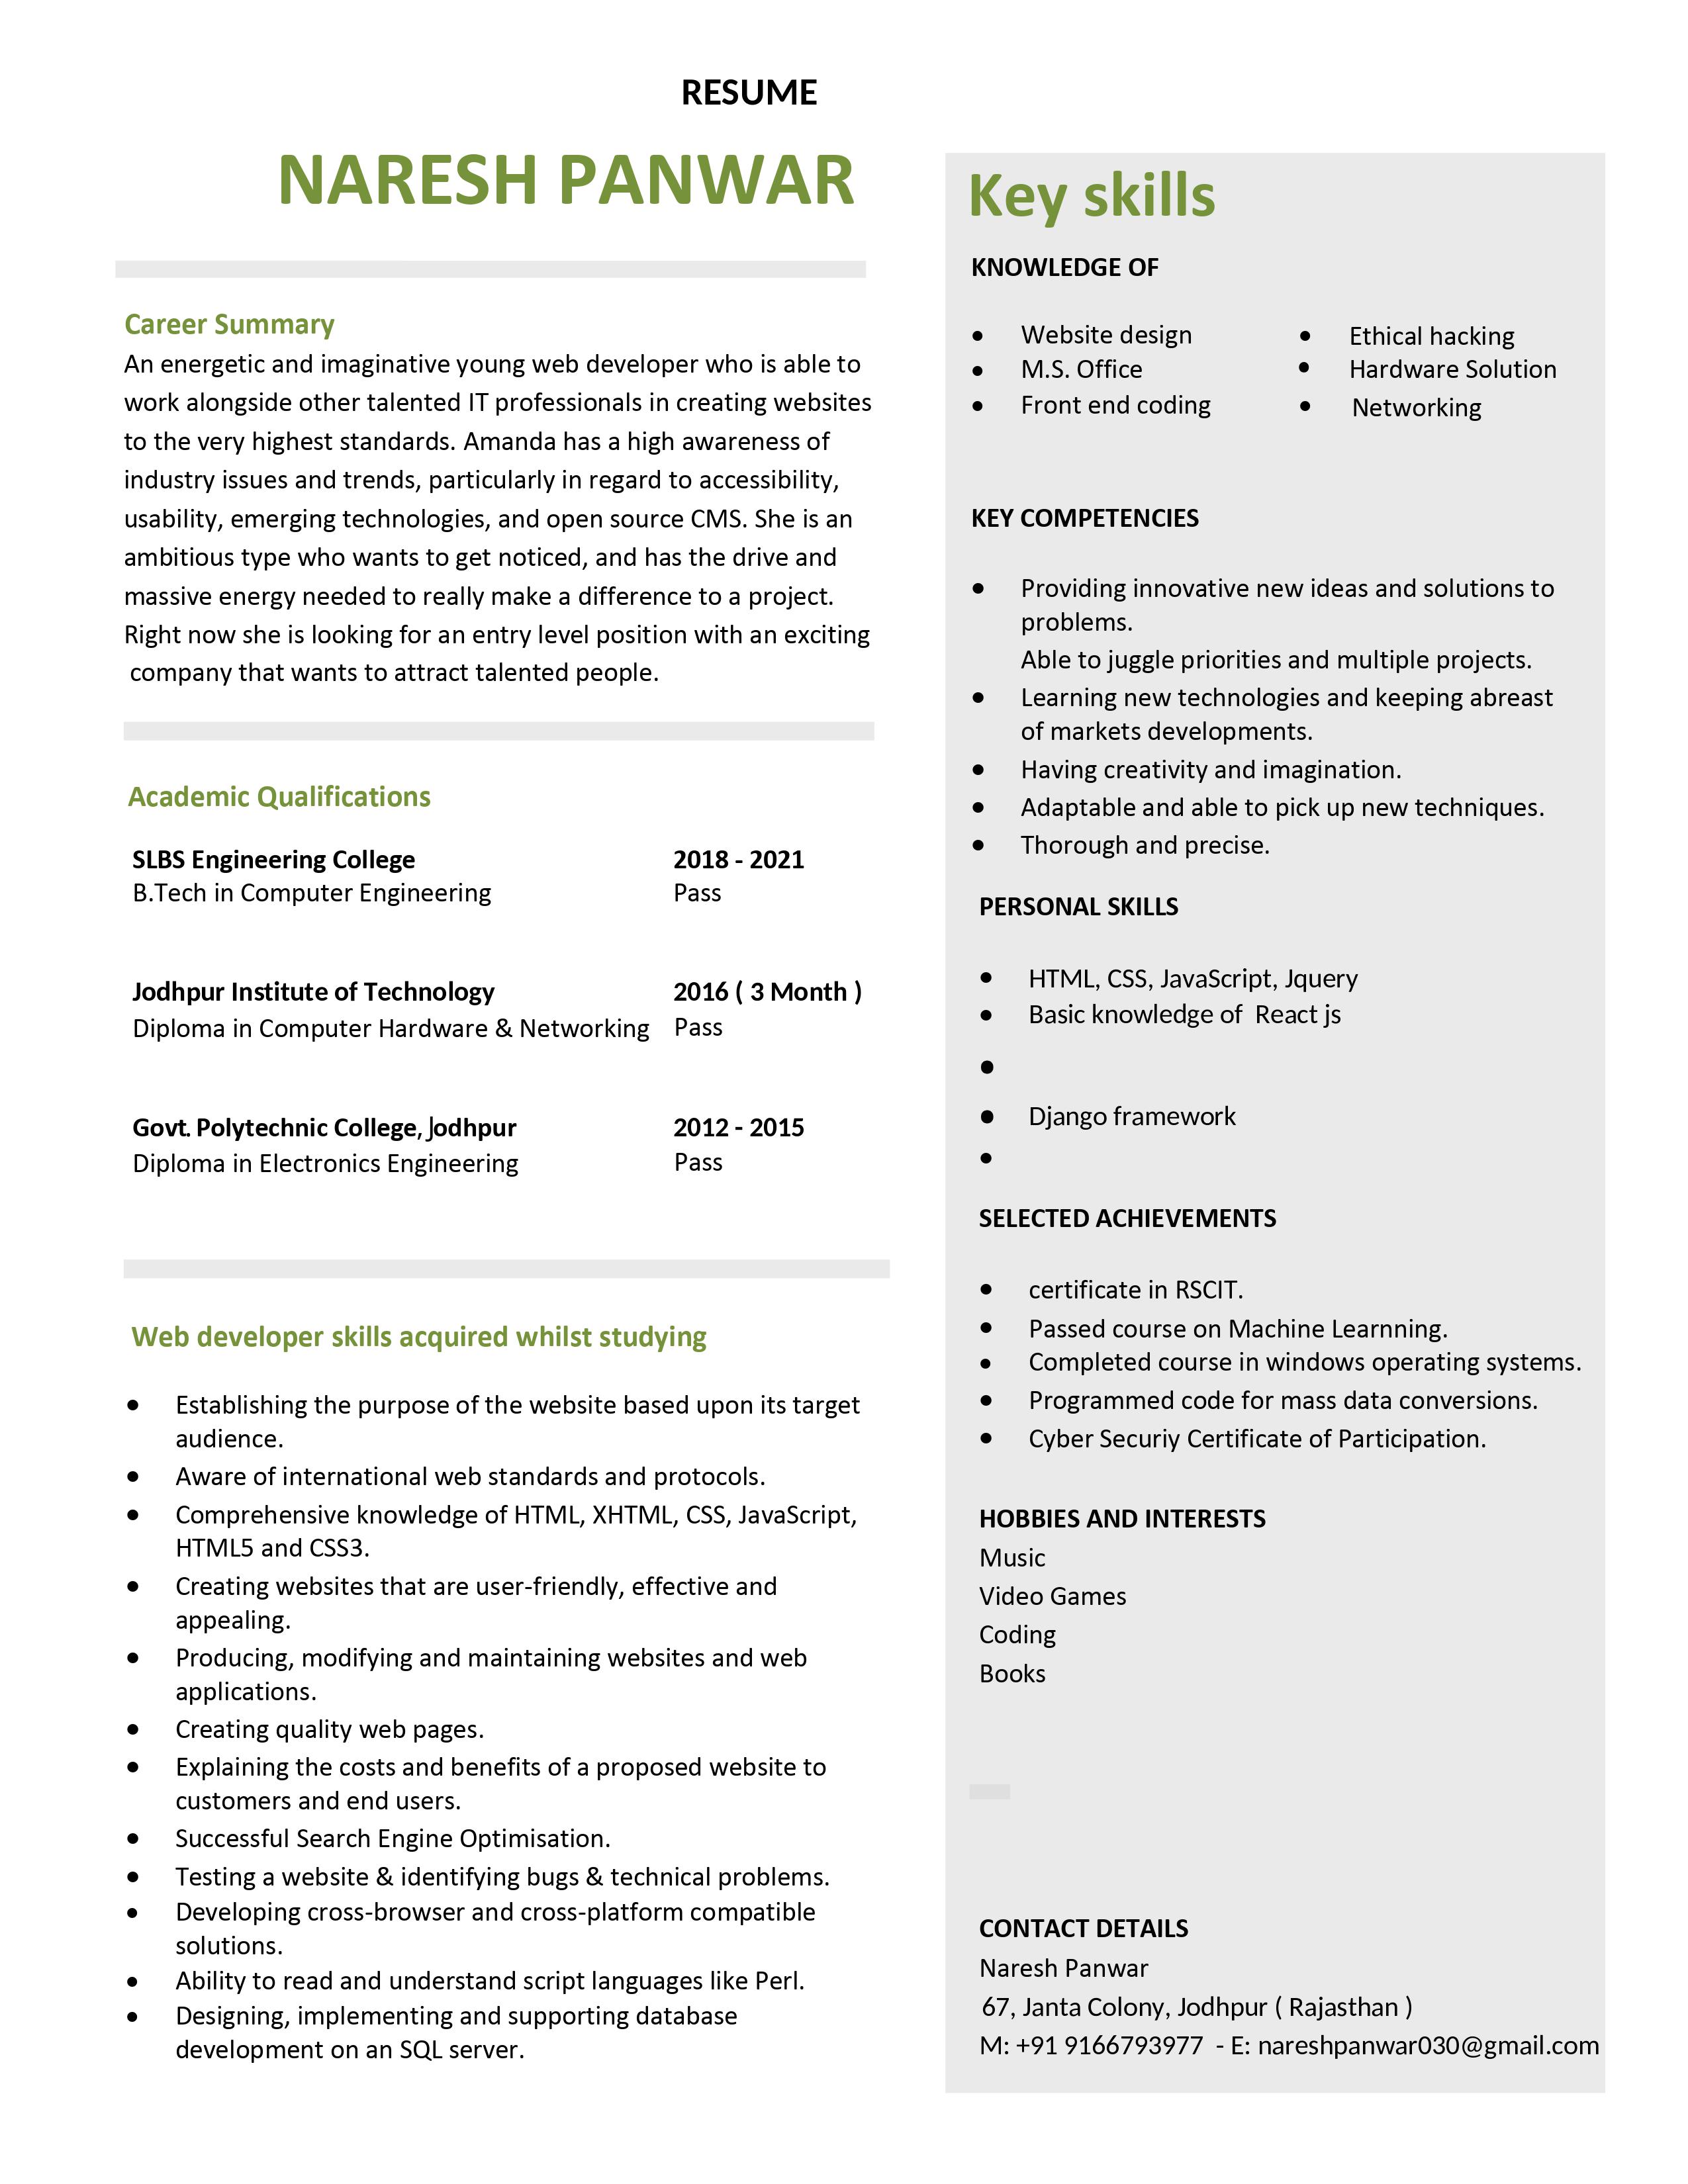 RESUME
NARESH PANWAR
Career Summary
An energetic and imaginative young web developer who is able to
work alongside other talented IT professionals in creating websites
to the very highest standards. Amanda has a high awareness of
industry issues and trends, particularly in regard to accessibility,
usability, emerging technologies, and open source CMS. She is an
ambitious type who wants to get noticed, and has the drive and
massive energy needed to really make a difference to a project.
Right now she is looking for an entry level position with an exciting
company that wants to attract talented people.
Academic Qualifications
SLBS Engineering College 2018 - 2021
B.Tech in Computer Engineering Pass
Jodhpur Institute of Technology 2016 ( 3 Month )
Diploma in Computer Hardware & Networking Pass
Govt. Polytechnic College, Jodhpur 2012 - 2015
Diploma in Electronics Engineering Pass
Web developer skills acquired whilst studying
• Establishing the purpose of the website based upon its target
audience.
• Aware of international web standards and protocols.
• Comprehensive knowledge of HTML, XHTML, CSS, JavaScript,
HTML5 and CSS3.
• Creating websites that are user-friendly, effective and
appealing.
• Producing, modifying and maintaining websites and web
applications.
• Creating quality web pages.
• Explaining the costs and benefits of a proposed website to
customers and end users.
• Successful Search Engine Optimisation.
• Testing a website & identifying bugs & technical problems.
• Developing cross-browser and cross-platform compatible
solutions.
• Ability to read and understand script languages like Perl.
• Designing, implementing and supporting database
development on an SQL server.
Key skills
KNOWLEDGE OF
• Website design • Ethical hacking
• M.S. Office • Hardware Solution
• Front end coding • Networking
KEY COMPETENCIES
• Providing innovative new ideas and solutions to
problems.
Able to juggle priorities and multiple projects.
• Learning new technologies and keeping abreast
of markets developments.
• Having creativity and imagination.
• Adaptable and able to pick up new techniques.
• Thorough and precise.
PERSONAL SKILLS
• HTML, CSS, JavaScript, Jquery
• Basic knowledge of React js
•
• Django framework
•
SELECTED ACHIEVEMENTS
• certificate in RSCIT.
• Passed course on Machine Learnning.
• Completed course in windows operating systems.
• Programmed code for mass data conversions.
• Cyber Securiy Certificate of Participation.
HOBBIES AND INTERESTS
Music
Video Games
Coding
Books
CONTACT DETAILS
Naresh Panwar
67, Janta Colony, Jodhpur ( Rajasthan )
M: +91 9166793977 - E: nareshpanwar030@gmail.com